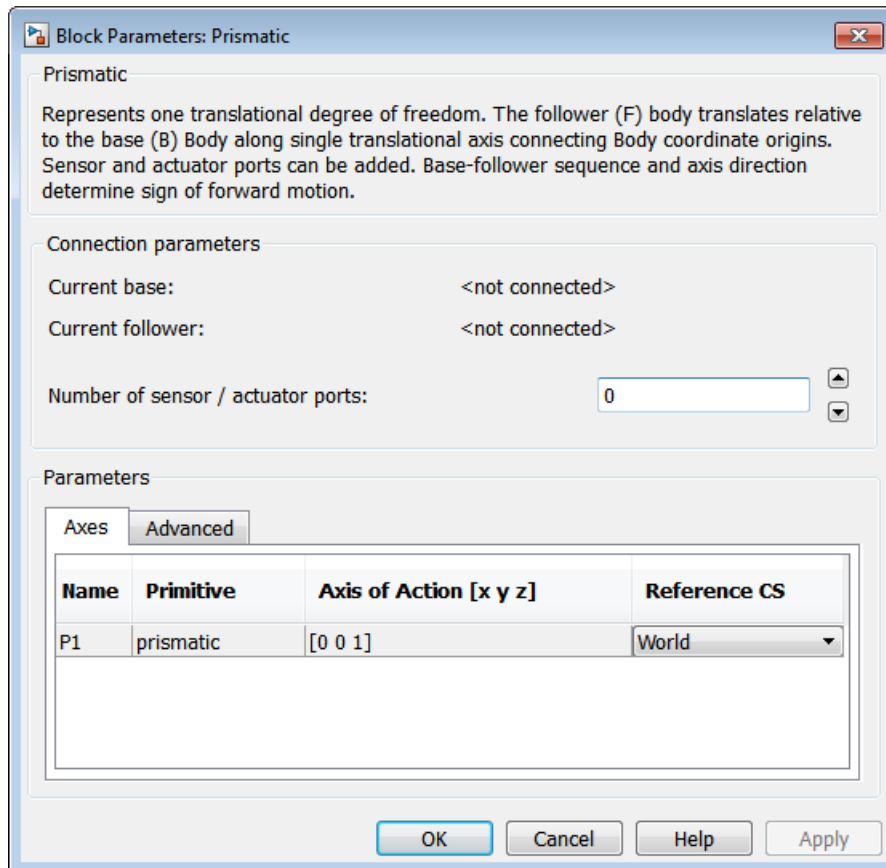 Block Parameters: Prismatic
Prismatic
Represents one translational degree of freedom. The follower (F) body translates relative
to the base (B) Body along single translational axis connecting Body coordinate origins.
Sensor and actuator ports can be added. Base-follower sequence and axis direction
determine sign of forward motion.
Connection parameters
Current base: <not connected>
Current follower: <not connected>
Number of sensor / actuator ports: 0
Parameters
Axes Advanced
Name Primitive Axis of Action [x y z] Reference CS
P1 prismatic [0 0 1] World
OK Cancel Help Apply